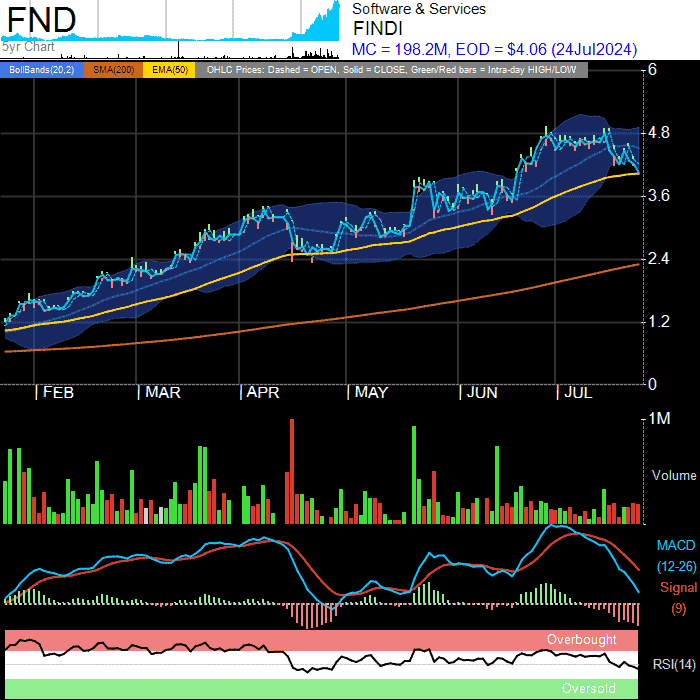 FND
Software & Services
FINDI
5yr Chart
MC = 198.2M, EOD = $4.06 (24Jul2024)
BollBands(20,2) SMA(200) EMA(50) OHLC Prices: Dashed = OPEN, Solid = CLOSE, Green/Red bars = Intra-day HIGH/LOW
6
4.8
3.6
2.4
1.2
0
FEB MAR APR MAY JUN JUL
1M
Volume
MACD
(12-26)
Signal
(9)
Overbought
RSI(14)
Oversold